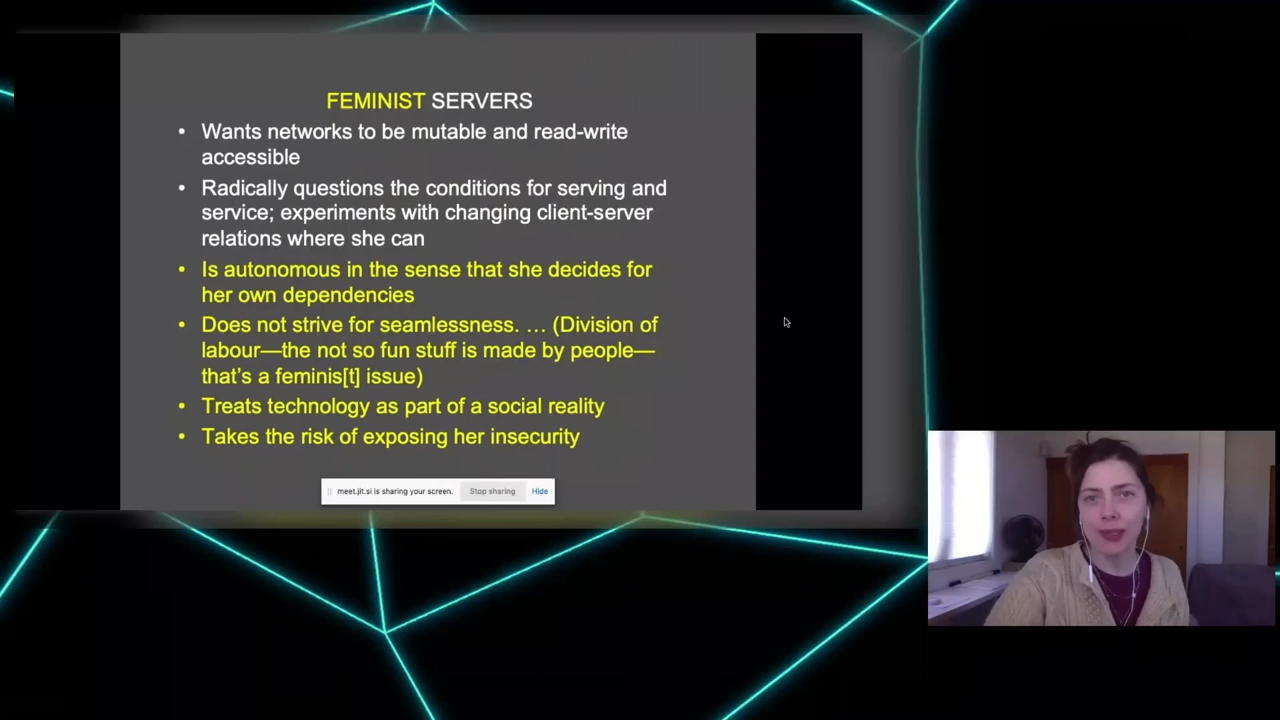 FEMINIST SERVERS
• Wants networks to be mutable and read-write
accessible
• Radically questions the conditions for serving and
service; experiments with changing client-server
relations where she can
• Is autonomous in the sense that she decides for
her own dependencies
• Does not strive for seamlessness. … (Division of
labour—the not so fun stuff is made by people—
that’s a feminis[t] issue)
• Treats technology as part of a social reality
• Takes the risk of exposing her insecurity
meet.jit.si is sharing your screen. Stop sharing Hide